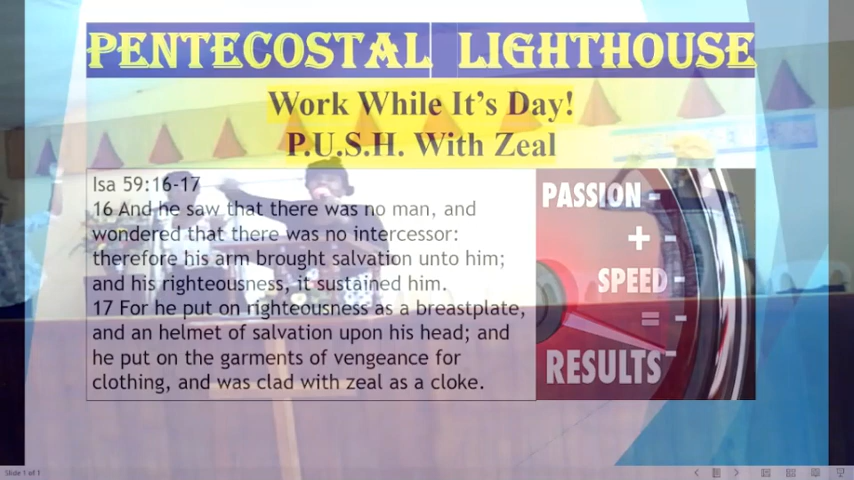 PENTECOSTAL LIGHTHOUSE
Work While It's Day!
P.U.S.H. With Zeal
Isa 59:16-17
16 And he saw that there was no man, and
wondered that there was no intercessor:
therefore his arm brought salvation unto him;
and his righteousness, it sustained him.
17 For he put on righteousness as a breastplate,
and an helmet of salvation upon his head; and
he put on the garments of vengeance for
clothing, and was clad with zeal as a cloke.
PASSION
+
SPEED
=
RESULTS
Slide 1 of 1